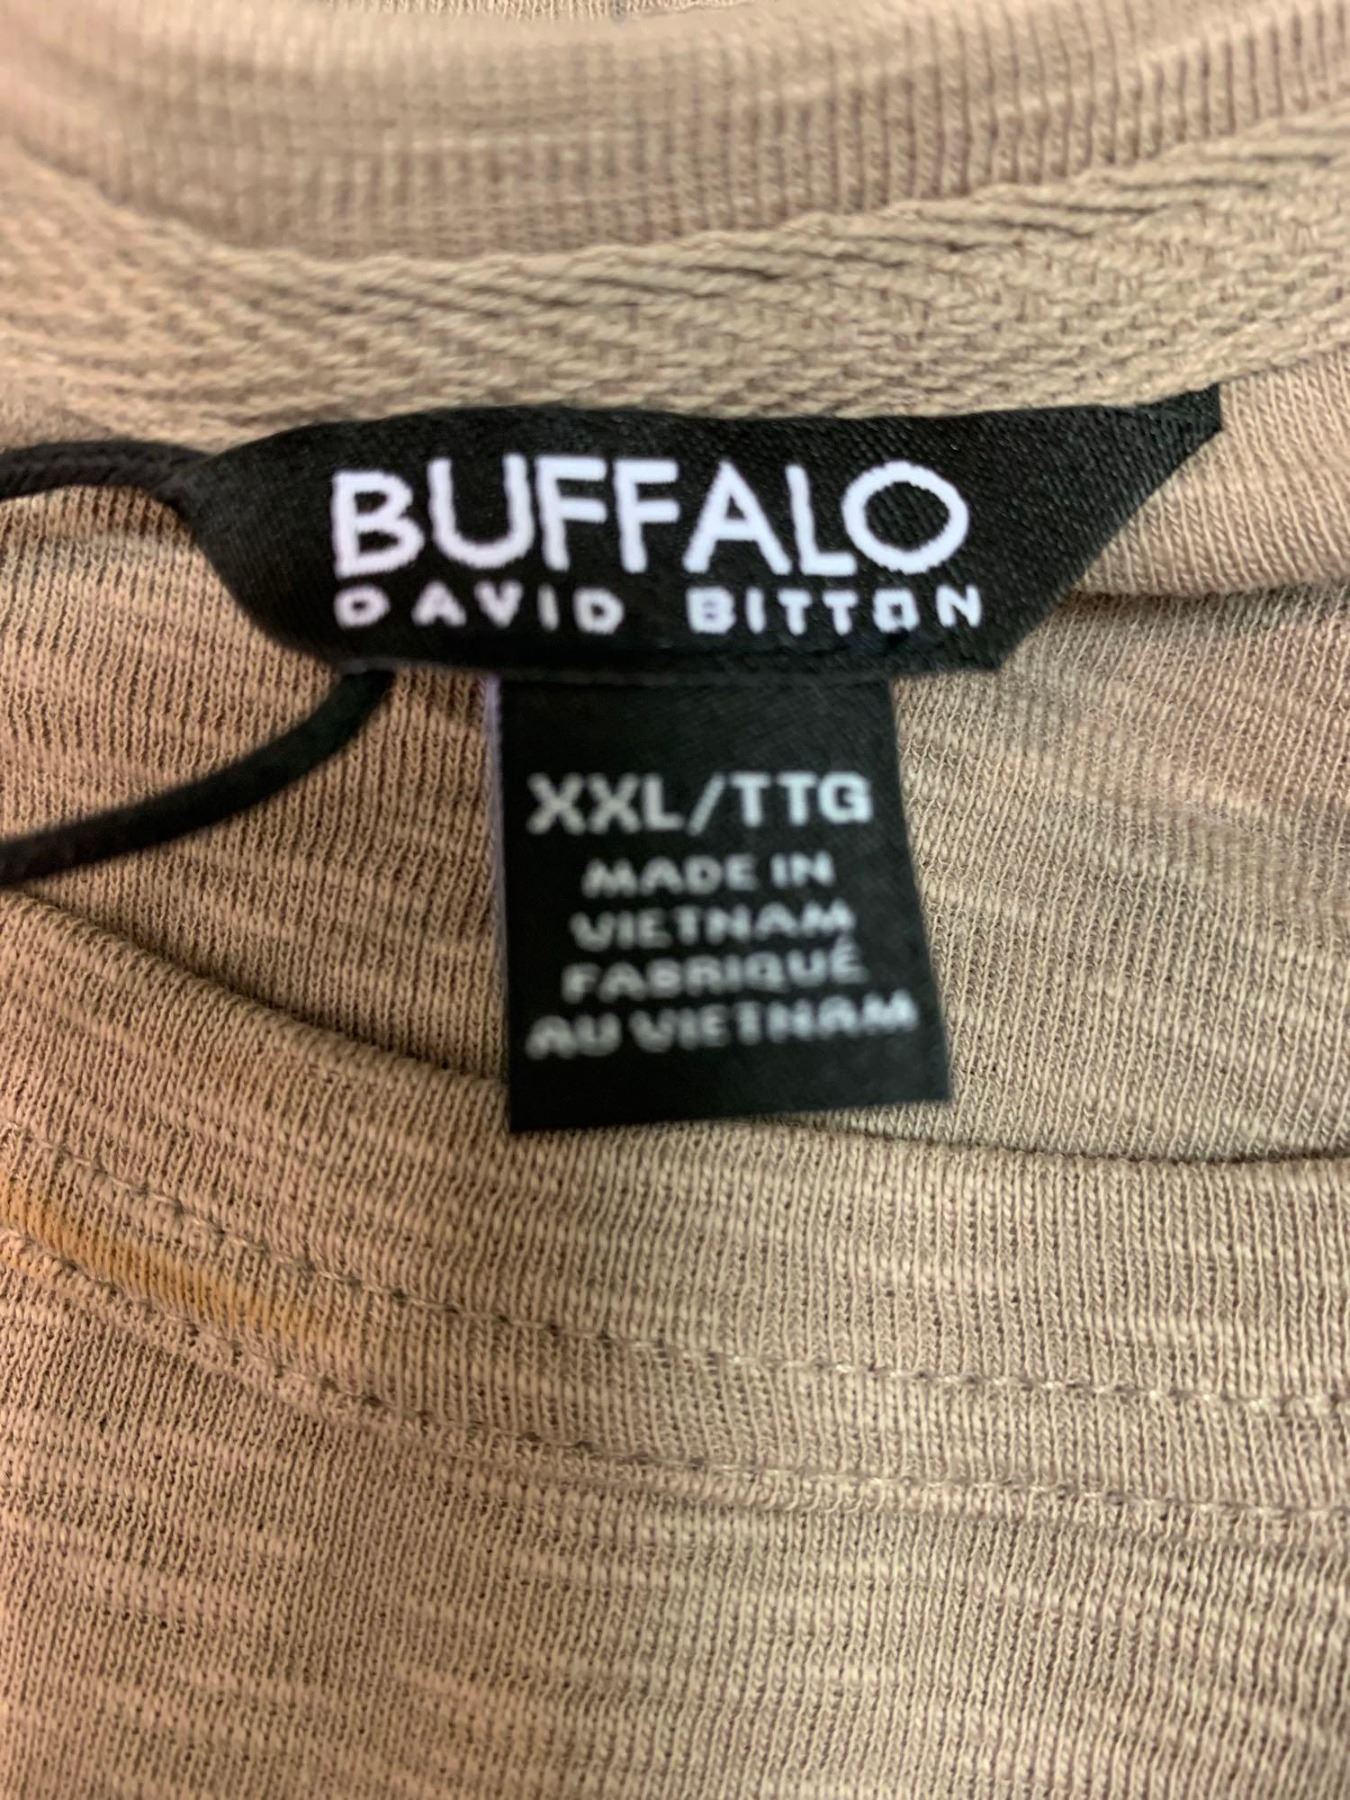 BUFFALO
DAVID BITTON
XXL/TTG
MADE IN
VIETNAM
FABRIQUÉ
AU VIETNAM